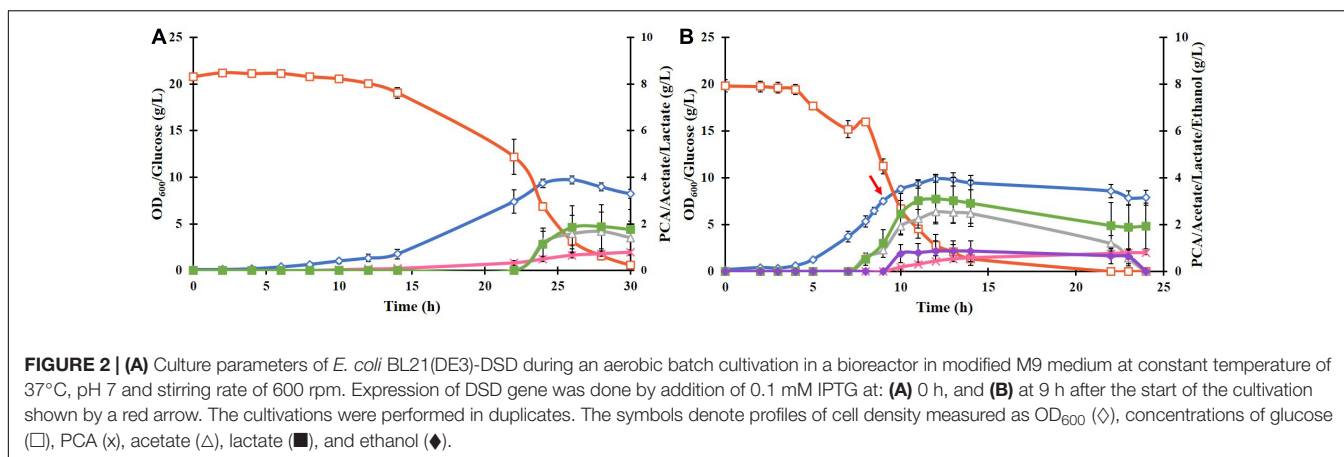 A
B
25
20
15
10
5
0
OD600/Glucose (g/L)
10
8
6
4
2
0
PCA/Acetate/Lactate (g/L)
0 5 10 15 20 25 30
Time (h)
25
20
15
10
5
0
OD600/Glucose (g/L)
10
8
6
4
2
0
PCA/Acetate/Lactate/Ethanol (g/L)
0 5 10 15 20 25
Time (h)
FIGURE 2 | (A) Culture parameters of E. coli BL21(DE3)-DSD during an aerobic batch cultivation in a bioreactor in modified M9 medium at constant temperature of
37°C, pH 7 and stirring rate of 600 rpm. Expression of DSD gene was done by addition of 0.1 mM IPTG at: (A) 0 h, and (B) at 9 h after the start of the cultivation
shown by a red arrow. The cultivations were performed in duplicates. The symbols denote profiles of cell density measured as OD600 (◇), concentrations of glucose
(□), PCA (x), acetate (△), lactate (■), and ethanol (◆).